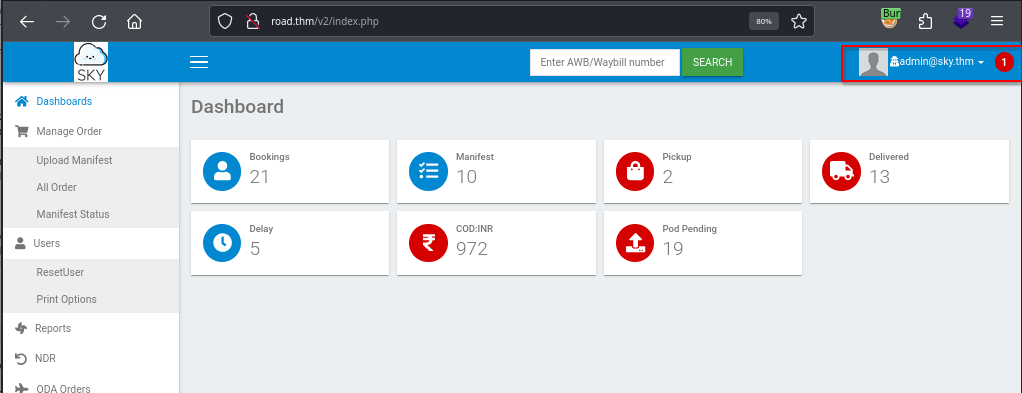 Bur
19
road.thm/v2/index.php
80%
SKY
Enter AWB/Waybill number
SEARCH
admin@sky.thm
1
Dashboards
Manage Order
Upload Manifest
All Order
Manifest Status
Users
ResetUser
Print Options
Reports
NDR
ODA Orders
Dashboard
Bookings
21
Manifest
10
Pickup
2
Delivered
13
Delay
5
COD:INR
972
Pod Pending
19